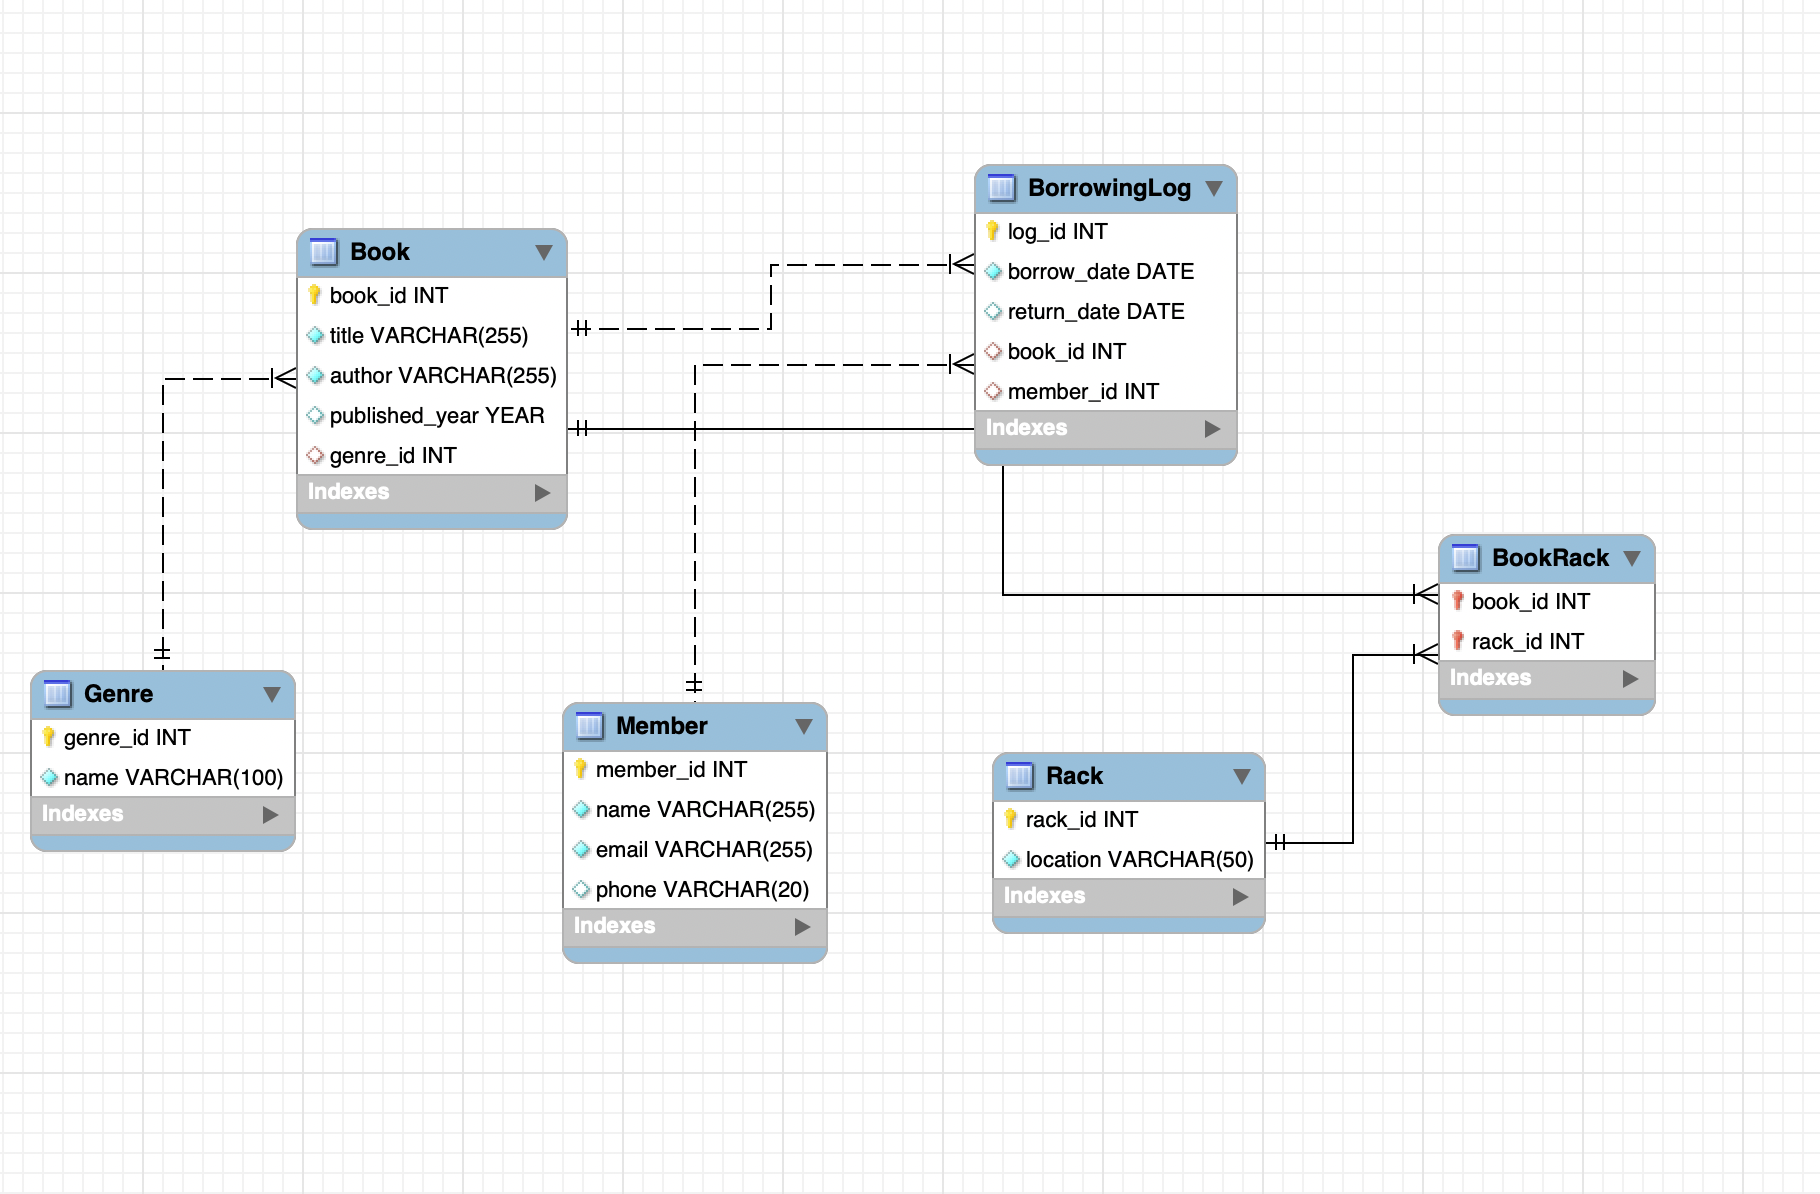 Book
book_id INT
title VARCHAR(255)
author VARCHAR(255)
published_year YEAR
genre_id INT
Indexes
BorrowingLog
log_id INT
borrow_date DATE
return_date DATE
book_id INT
member_id INT
Indexes
BookRack
book_id INT
rack_id INT
Indexes
Genre
genre_id INT
name VARCHAR(100)
Indexes
Member
member_id INT
name VARCHAR(255)
email VARCHAR(255)
phone VARCHAR(20)
Indexes
Rack
rack_id INT
location VARCHAR(50)
Indexes